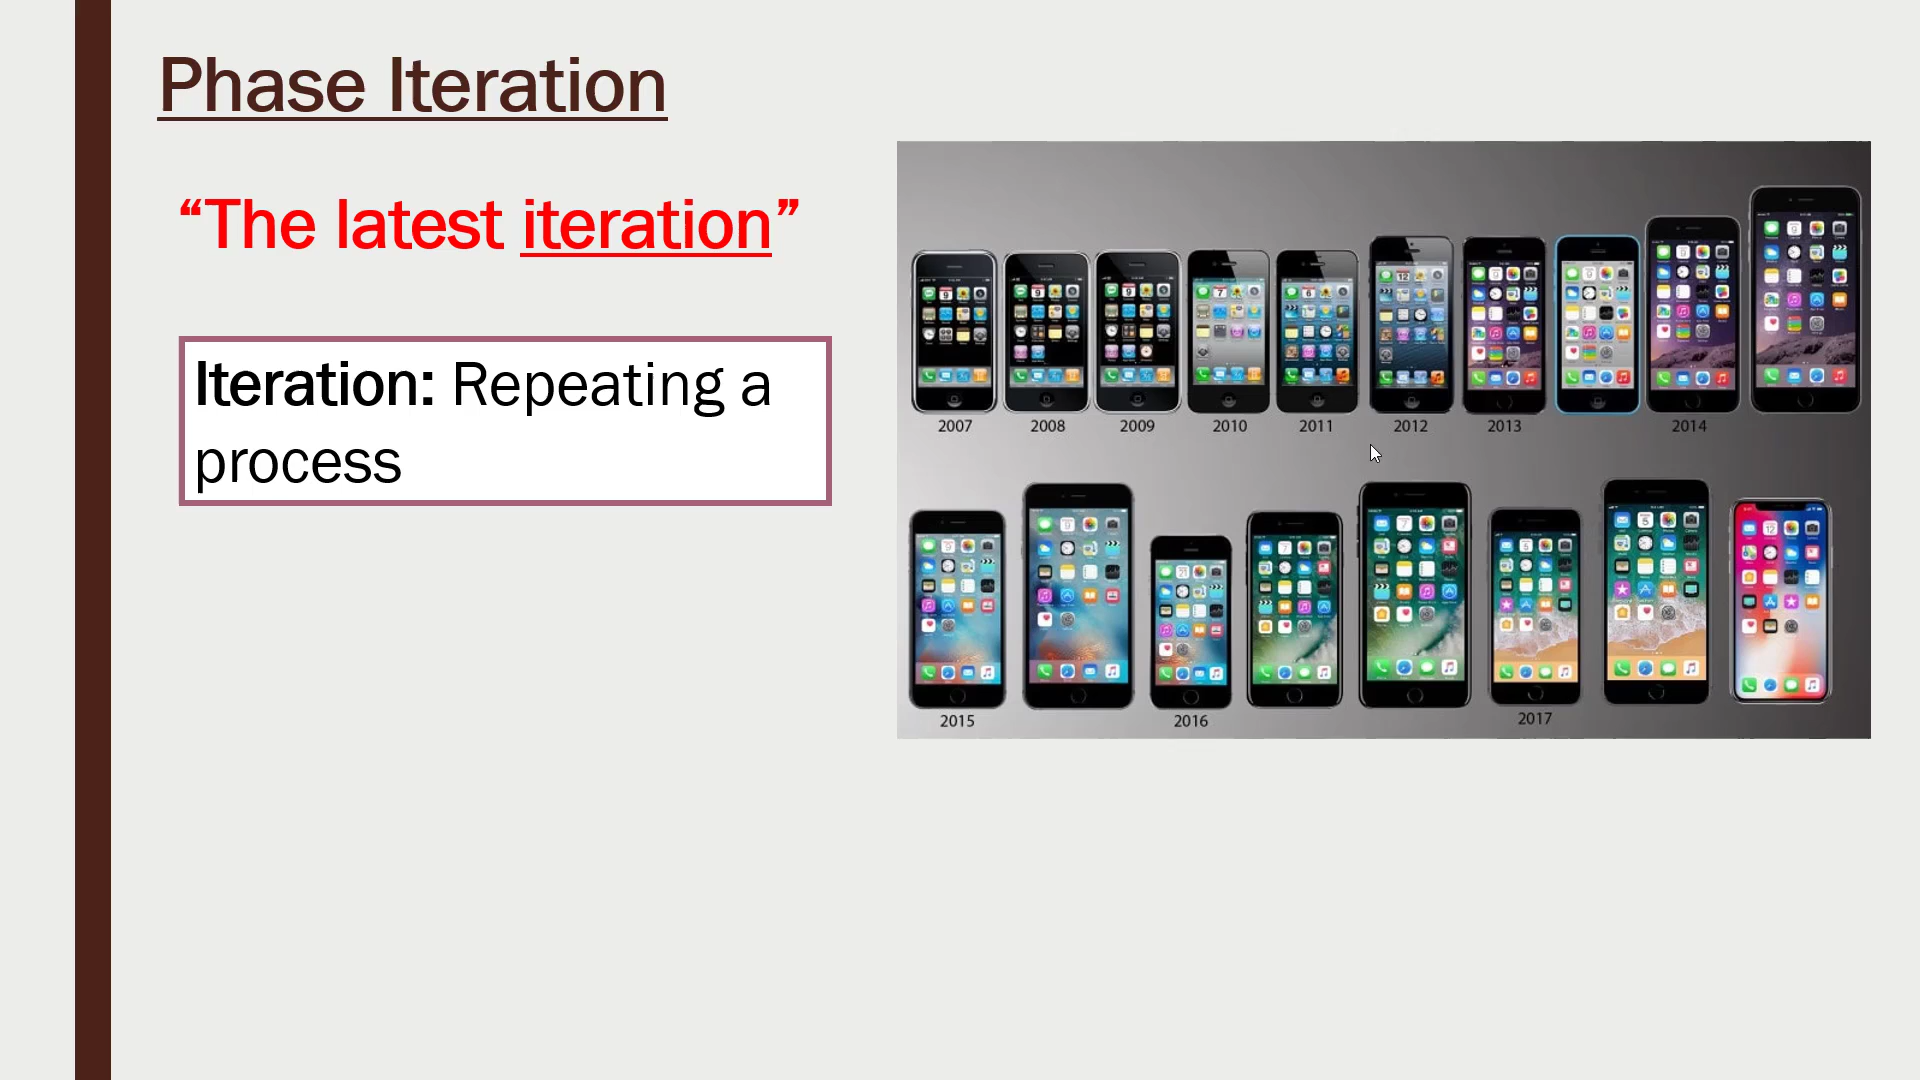 Phase Iteration
“The latest iteration”
Iteration: Repeating a
process
2007 2008 2009 2010 2011 2012 2013 2014
2015 2016 2017